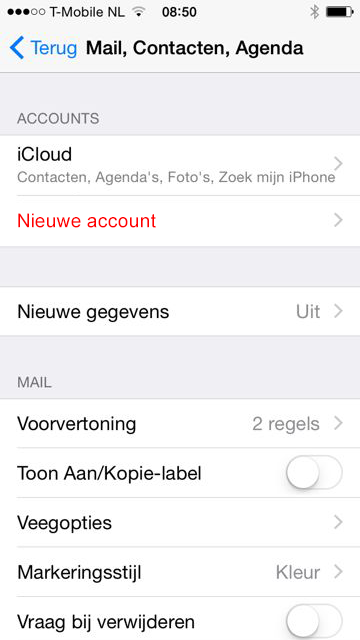 T-Mobile NL 08:50
Terug Mail, Contacten, Agenda
ACCOUNTS
iCloud
Contacten, Agenda's, Foto's, Zoek mijn iPhone
Nieuwe account
Nieuwe gegevens Uit
MAIL
Voorvertoning 2 regels
Toon Aan/Kopie-label
Veegopties
Markeringsstijl Kleur
Vraag bij verwijderen